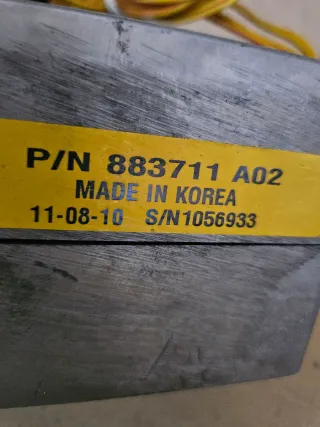 P/N 883711 A02
MADE IN KOREA
11-08-10 S/N1056933